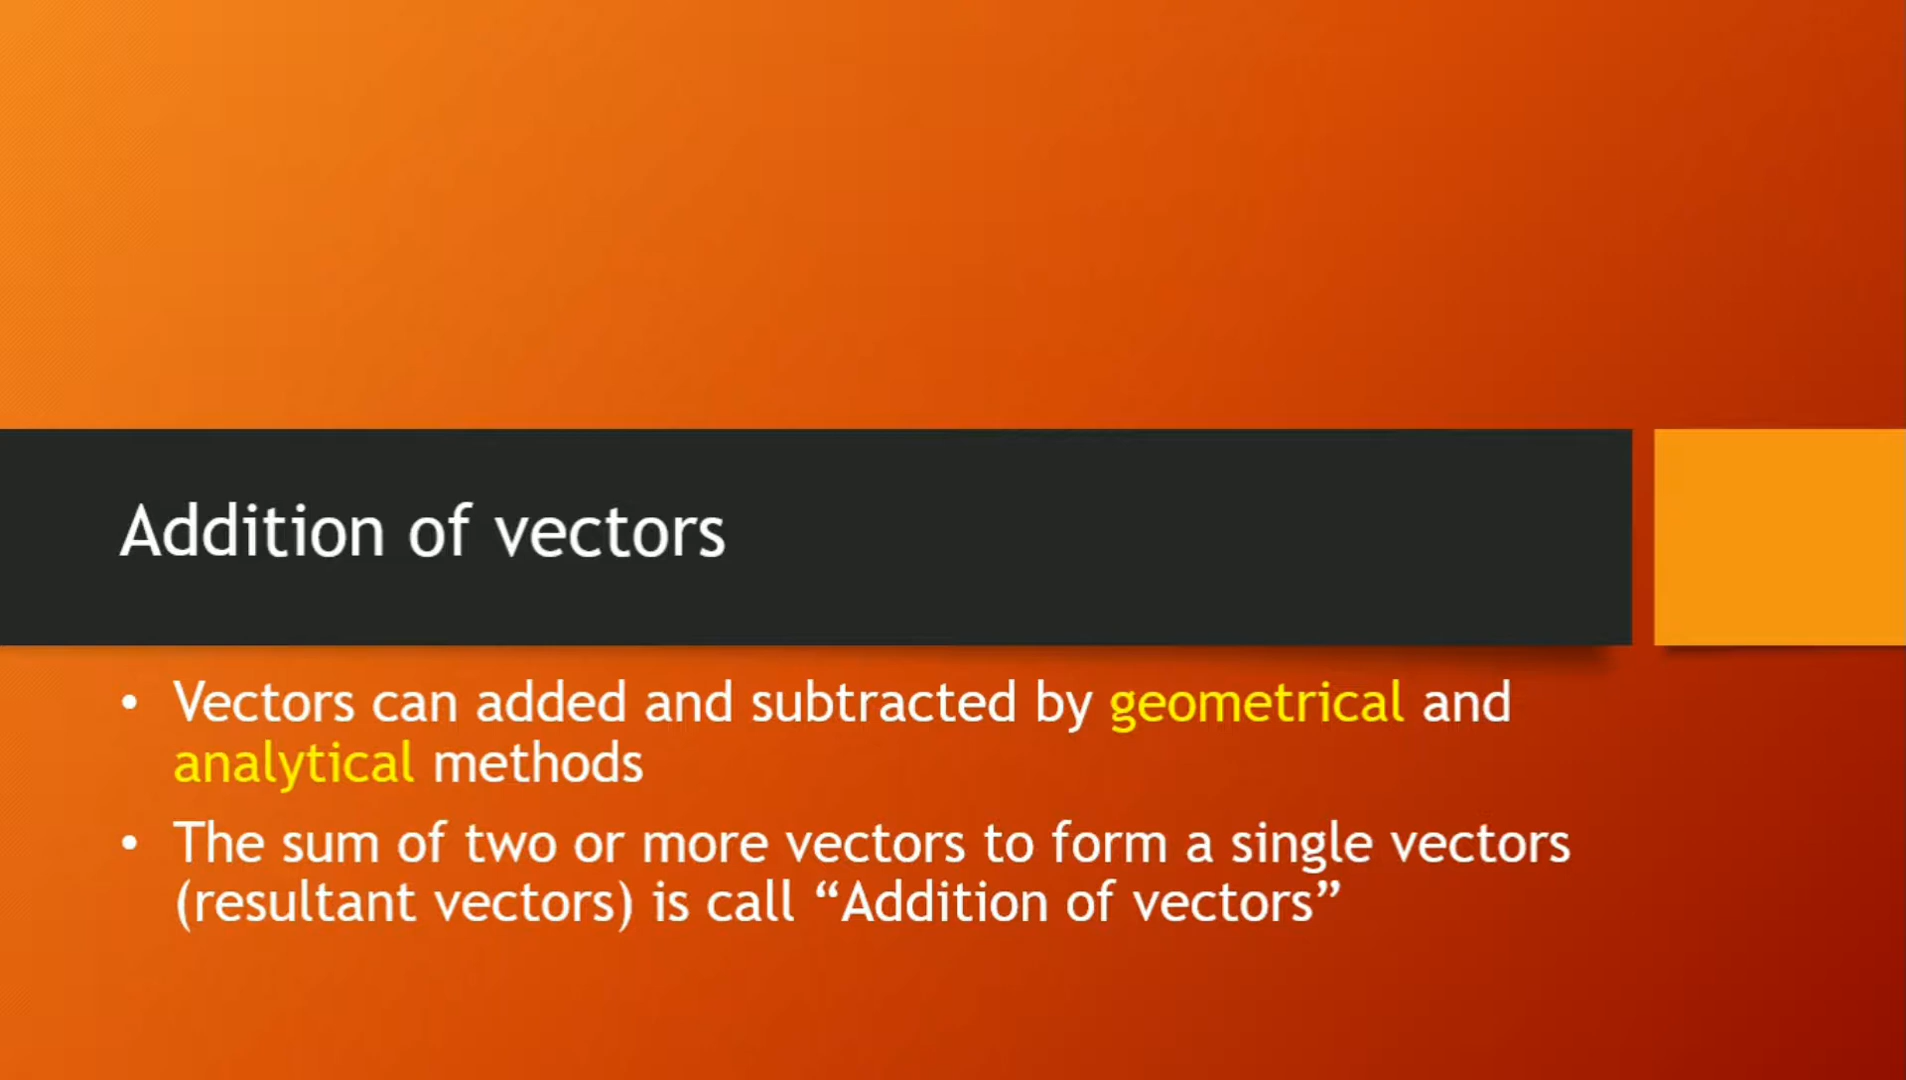 Addition of vectors
• Vectors can added and subtracted by geometrical and
analytical methods
• The sum of two or more vectors to form a single vectors
(resultant vectors) is call “Addition of vectors”